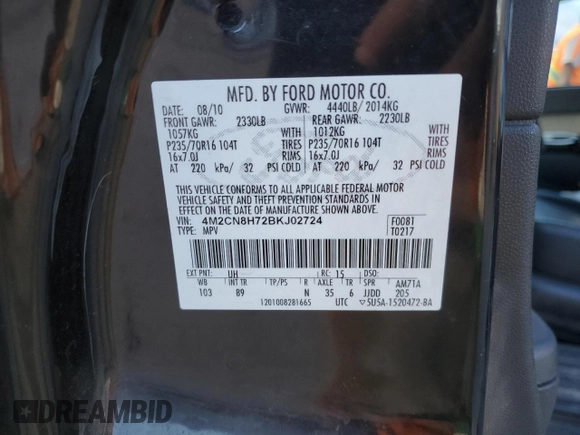 MFD. BY FORD MOTOR CO.
DATE: 08/10 GVWR: 4440LB/ 2014KG
FRONT GAWR: 2330LB REAR GAWR: 2230LB
1057KG WITH 1012KG WITH
P235/70R16 104T TIRES P235/70R16 104T TIRES
16x7.0J RIMS 16x7.0J RIMS
AT 220 kPa/ 32 PSI COLD AT 220 kPa/ 32 PSI COLD
THIS VEHICLE CONFORMS TO ALL APPLICABLE FEDERAL MOTOR
VEHICLE SAFETY AND THEFT PREVENTION STANDARDS IN
EFFECT ON THE DATE OF MANUFACTURE SHOWN ABOVE.
VIN: 4M2CN8H72BKJ02724 F0081
TYPE: MPV T0217
EXT PNT: UH RC: 15 DSO:
WB INT TR TP/PS R AXLE TR SPR AM71A
103 89 N 35 6 JJDD 205
1201008281665 UTC ▽5U5A-1520472-BA
DREAMBID